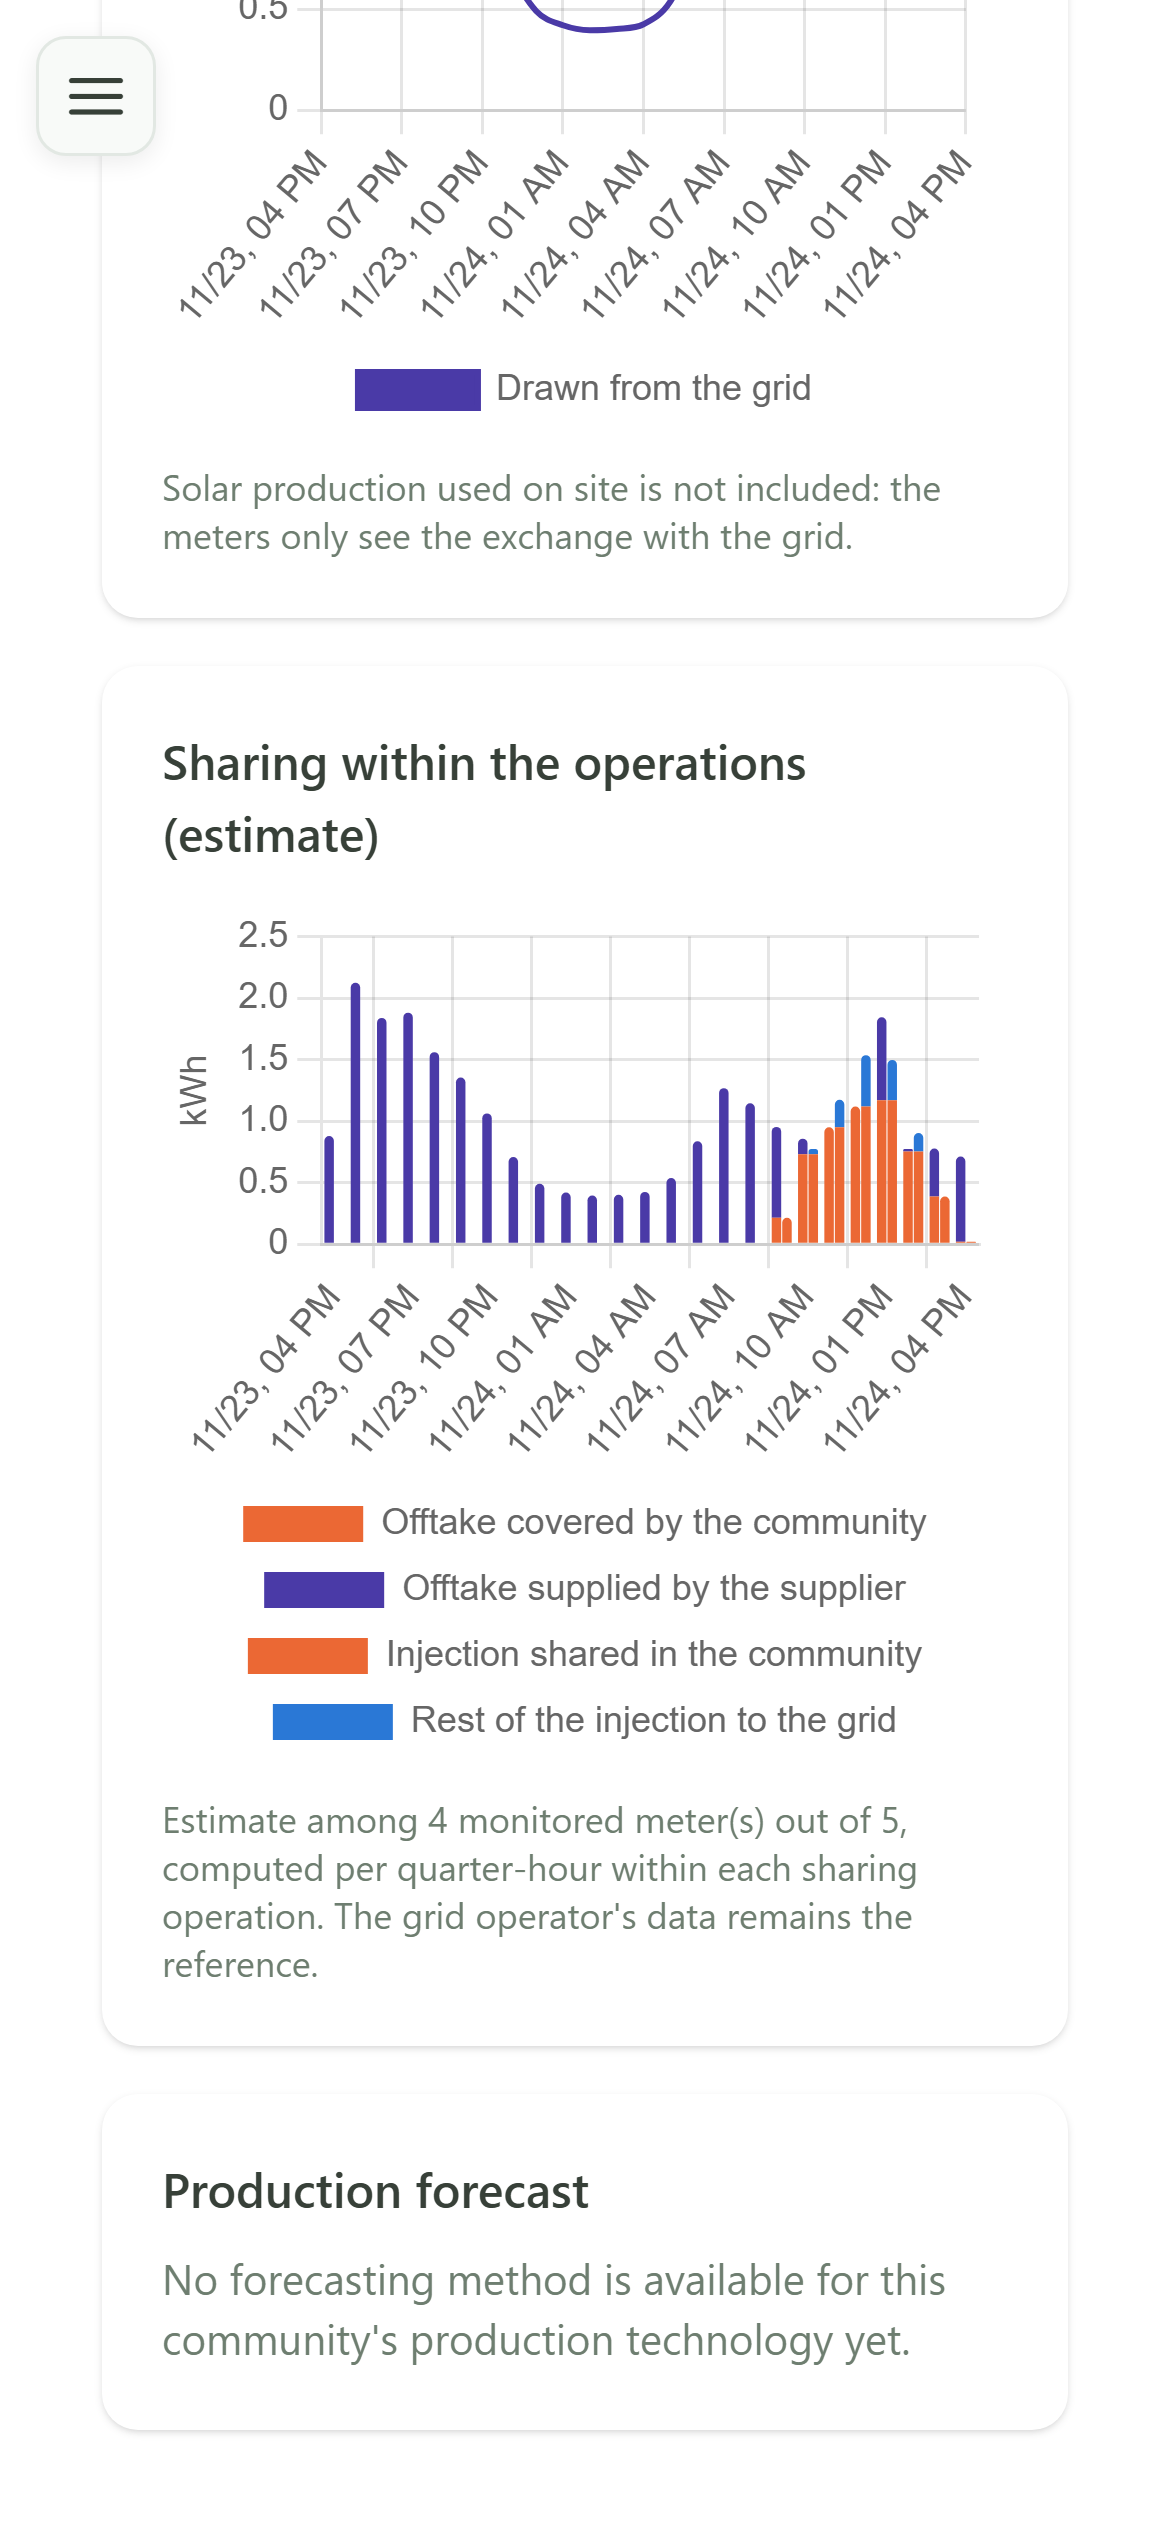 0.5
0
11/23, 04 PM
11/23, 07 PM
11/23, 10 PM
11/24, 01 AM
11/24, 04 AM
11/24, 07 AM
11/24, 10 AM
11/24, 01 PM
11/24, 04 PM
Drawn from the grid
Solar production used on site is not included: the
meters only see the exchange with the grid.
Sharing within the operations
(estimate)
2.5
2.0
1.5
1.0
0.5
0
kWh
11/23, 04 PM
11/23, 07 PM
11/23, 10 PM
11/24, 01 AM
11/24, 04 AM
11/24, 07 AM
11/24, 10 AM
11/24, 01 PM
11/24, 04 PM
Offtake covered by the community
Offtake supplied by the supplier
Injection shared in the community
Rest of the injection to the grid
Estimate among 4 monitored meter(s) out of 5,
computed per quarter-hour within each sharing
operation. The grid operator's data remains the
reference.
Production forecast
No forecasting method is available for this
community's production technology yet.